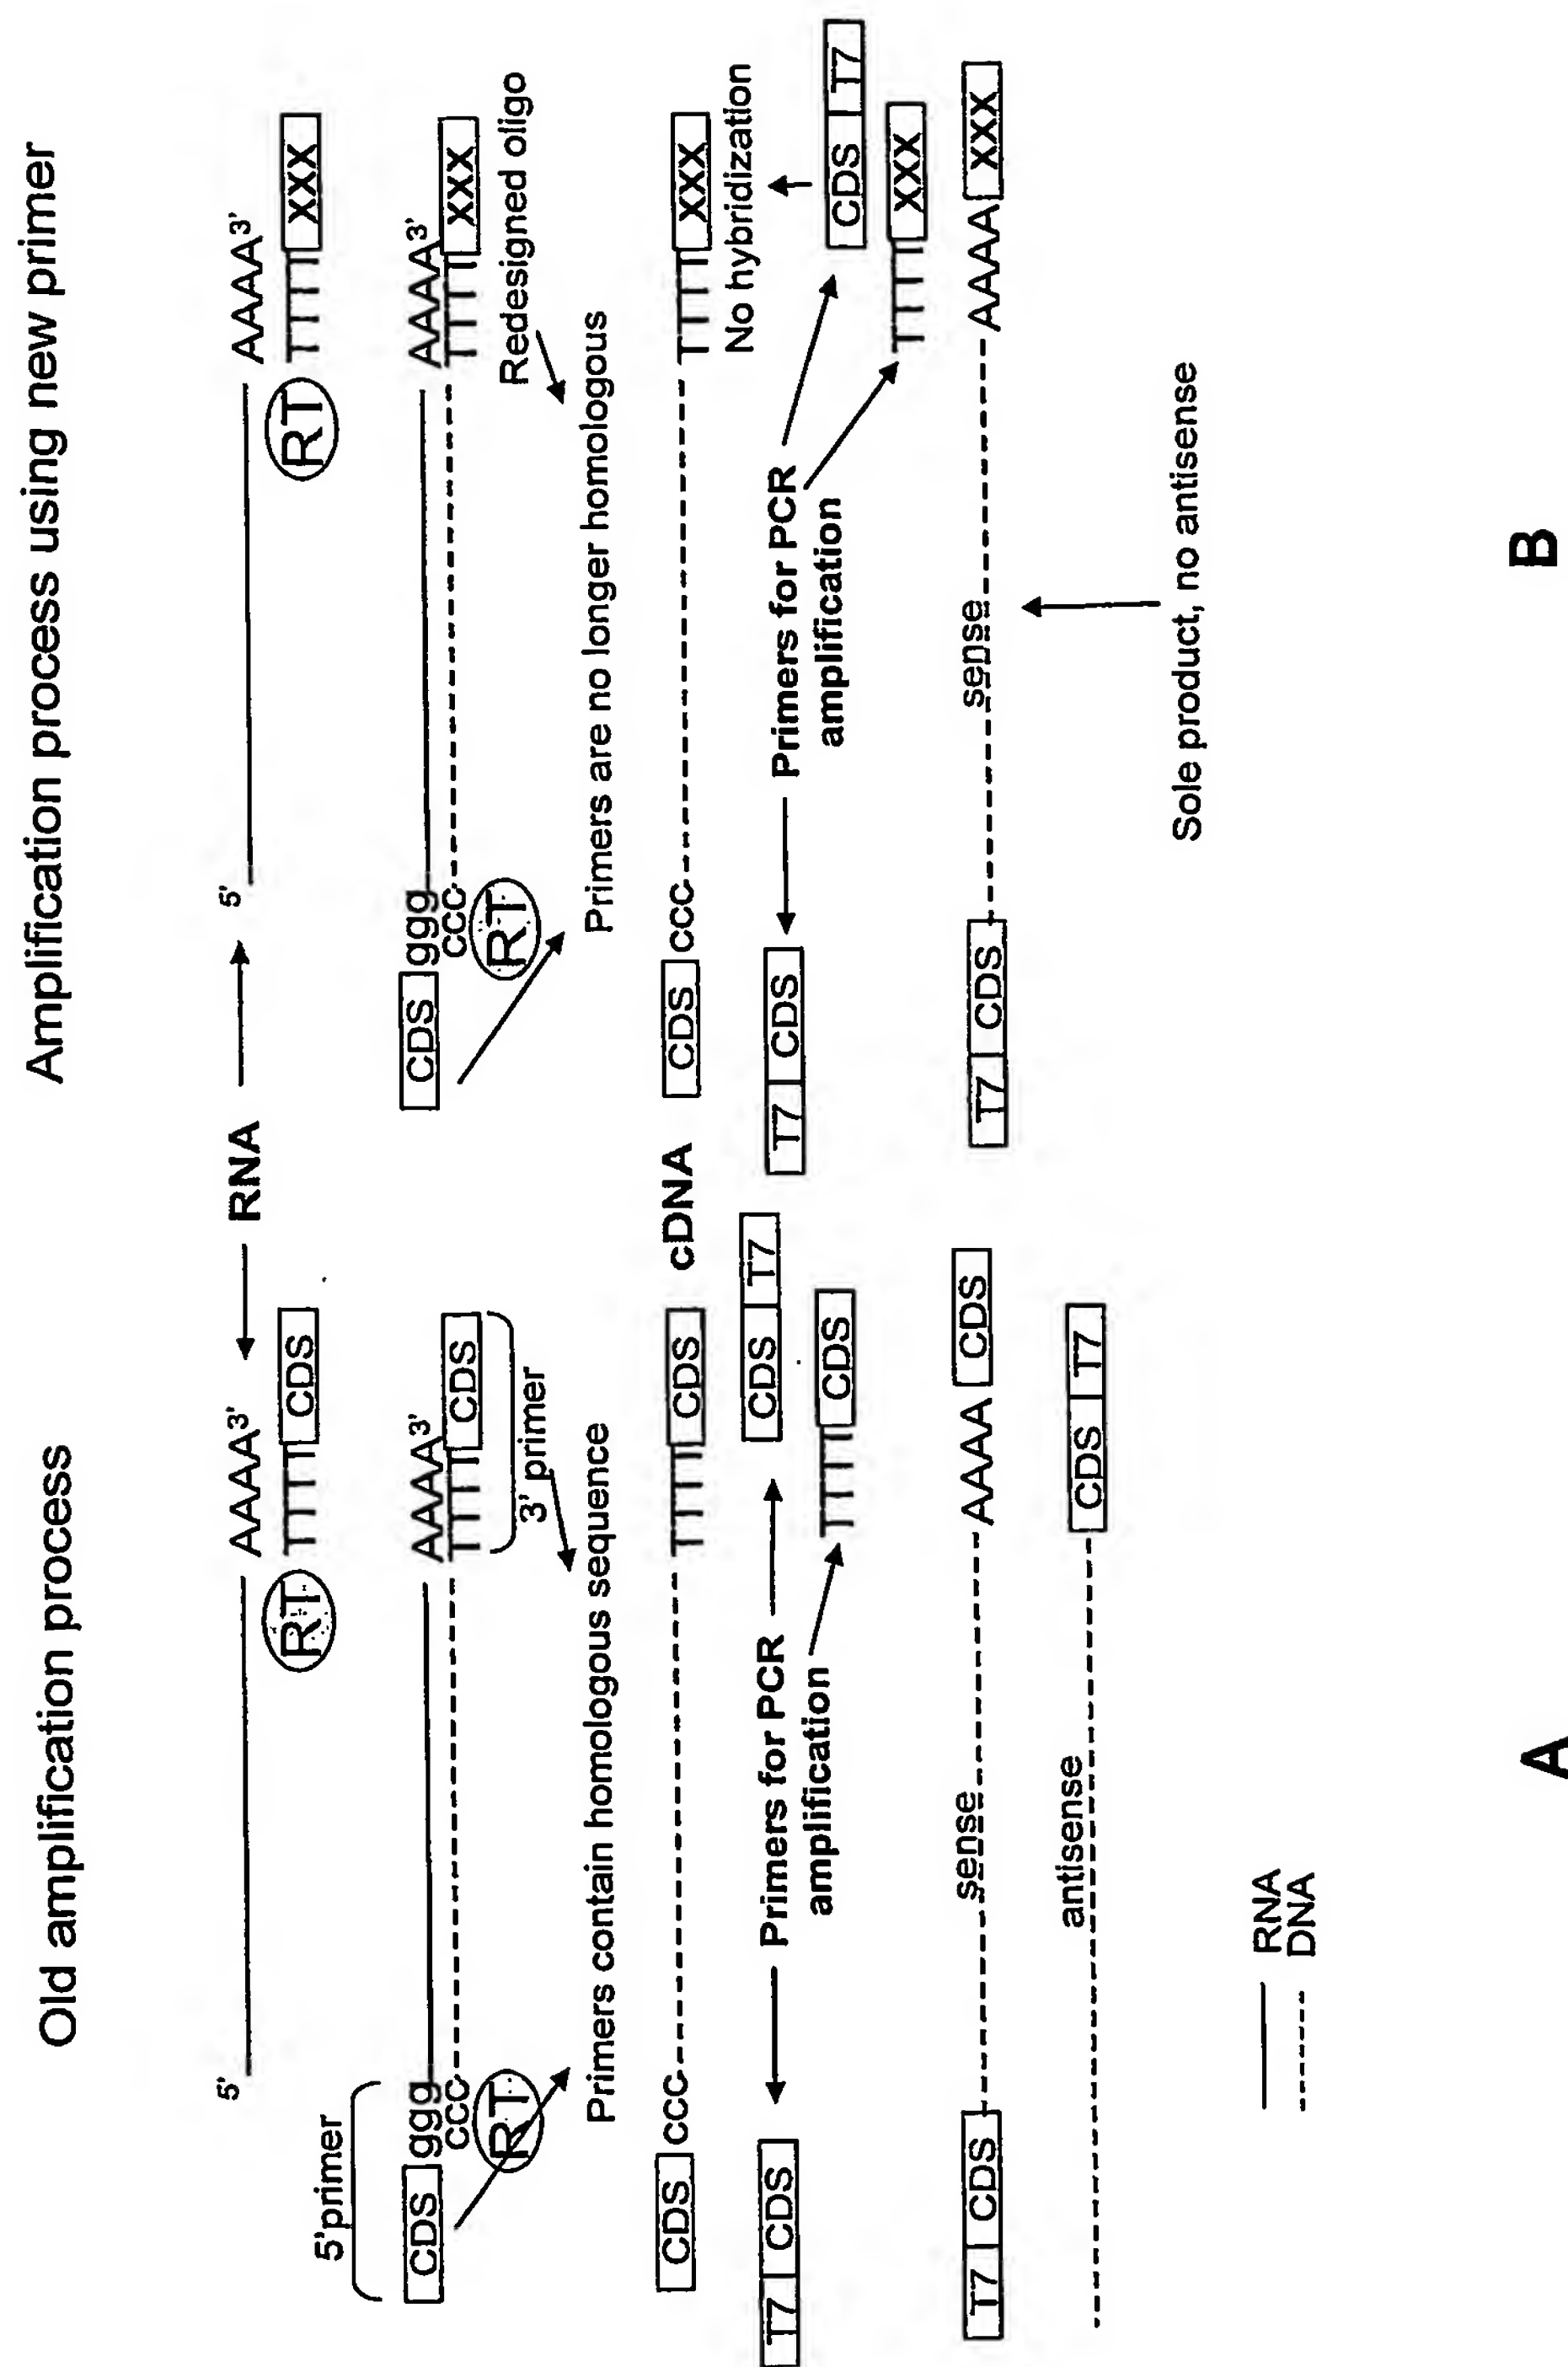 Old amplification process
5'
AAAA3'
RT
TTTT CDS
5'primer
CDS ggg
AAAA3'
ccc
TTTT CDS
RT
3' primer
Primers contain homologous sequence
CDS ccc
TTTT CDS
T7 CDS
Primers for PCR
amplification
CDS T7
TTTT CDS
T7 CDS
sense
AAAA CDS
antisense
CDS T7
RNA
DNA
A
RNA
cDNA
Amplification process using new primer
5'
AAAA3'
RT
TTTT XXX
CDS ggg
AAAA3'
ccc
TTTT XXX
RT
Redesigned oligo
Primers are no longer homologous
CDS ccc
TTTT XXX
No hybridization
T7 CDS
Primers for PCR
amplification
CDS T7
TTTT XXX
T7 CDS
sense
AAAA XXX
Sole product, no antisense
B